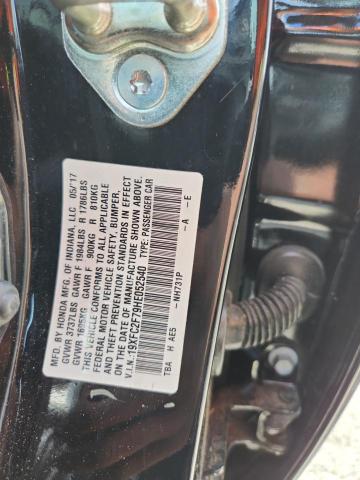 MFD. BY HONDA MFG. OF INDIANA, LLC 05/'17
GVWR 3737LBS GAWR F 1984LBS R 1786LBS
GVWR 1695KG GAWR F 900KG R 810KG
THIS VEHICLE CONFORMS TO ALL APPLICABLE
FEDERAL MOTOR VEHICLE SAFETY, BUMPER,
AND THEFT PREVENTION STANDARDS IN EFFECT
ON THE DATE OF MANUFACTURE SHOWN ABOVE.
V.I.N.:19XFC2F79HE052540 TYPE: PASSENGER CAR
TBA H AE5 -NH731P -A -E